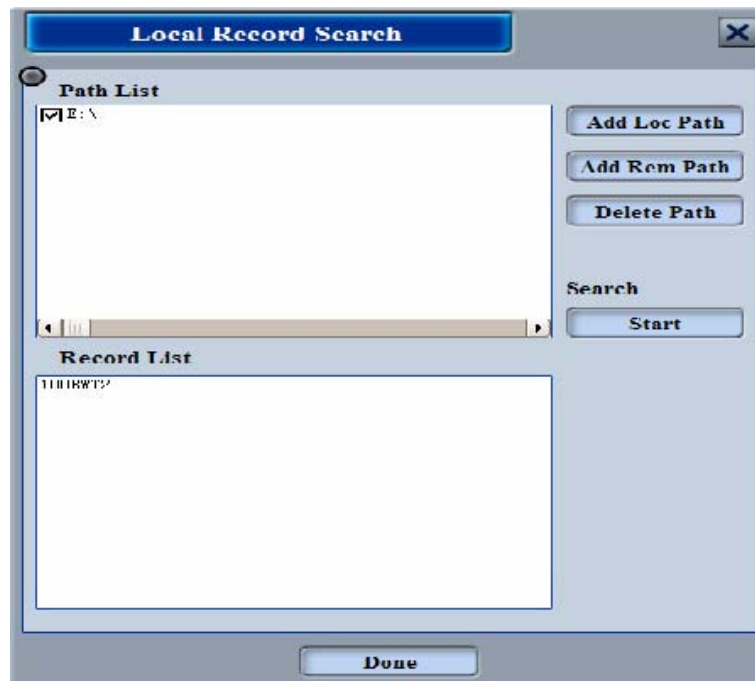 Local Record Search
Path List
E:\
Add Loc Path
Add Rem Path
Delete Path
Search
Start
Record List
Done